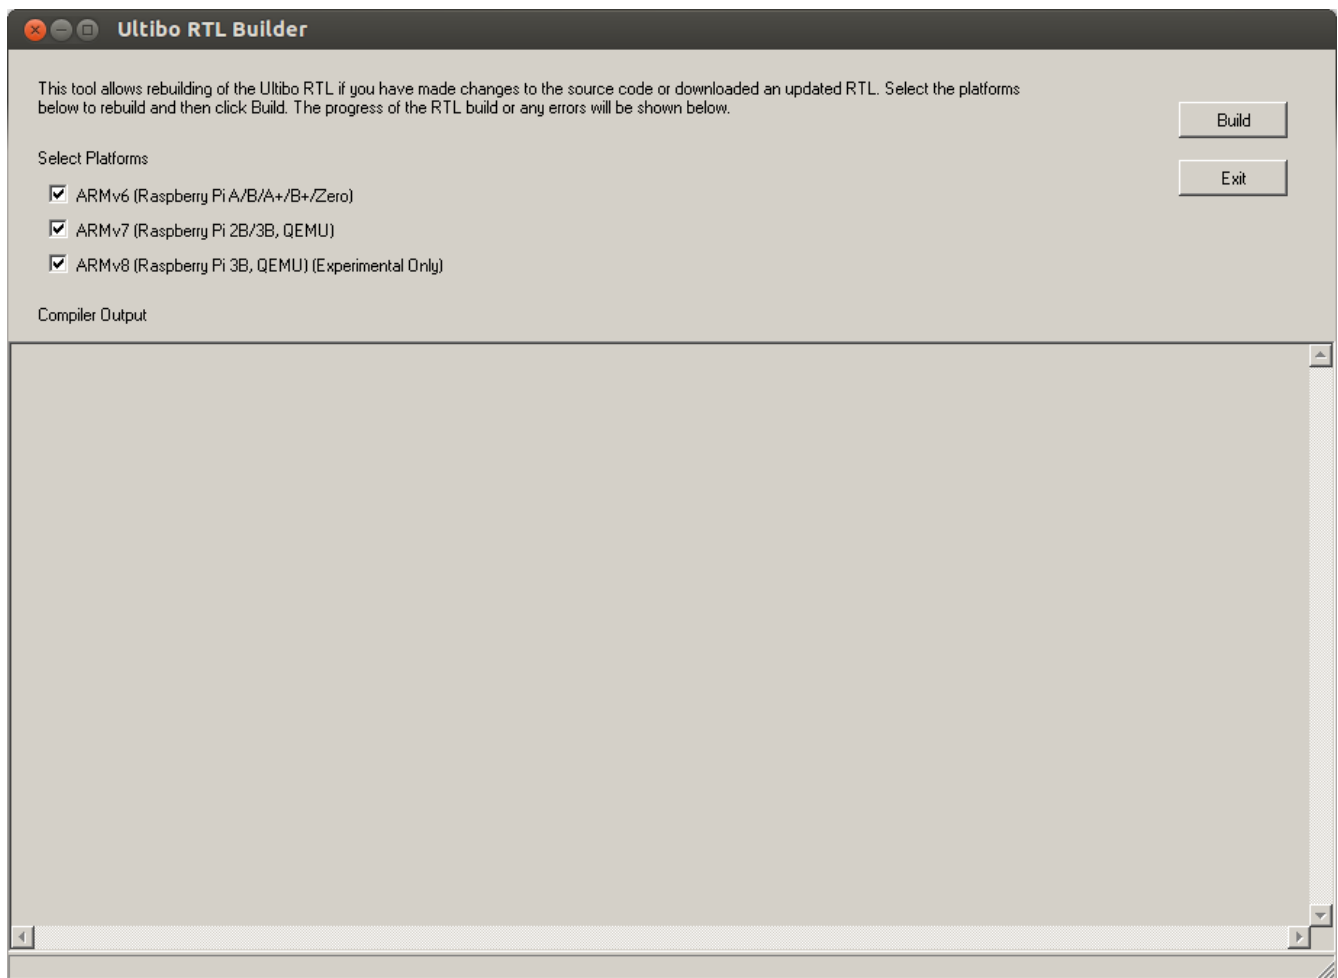 Ultibo RTL Builder
This tool allows rebuilding of the Ultibo RTL if you have made changes to the source code or downloaded an updated RTL. Select the platforms
below to rebuild and then click Build. The progress of the RTL build or any errors will be shown below.
Build
Select Platforms
Exit
ARMv6 (Raspberry Pi A/B/A+/B+/Zero)
ARMv7 (Raspberry Pi 2B/3B, QEMU)
ARMv8 (Raspberry Pi 3B, QEMU) (Experimental Only)
Compiler Output